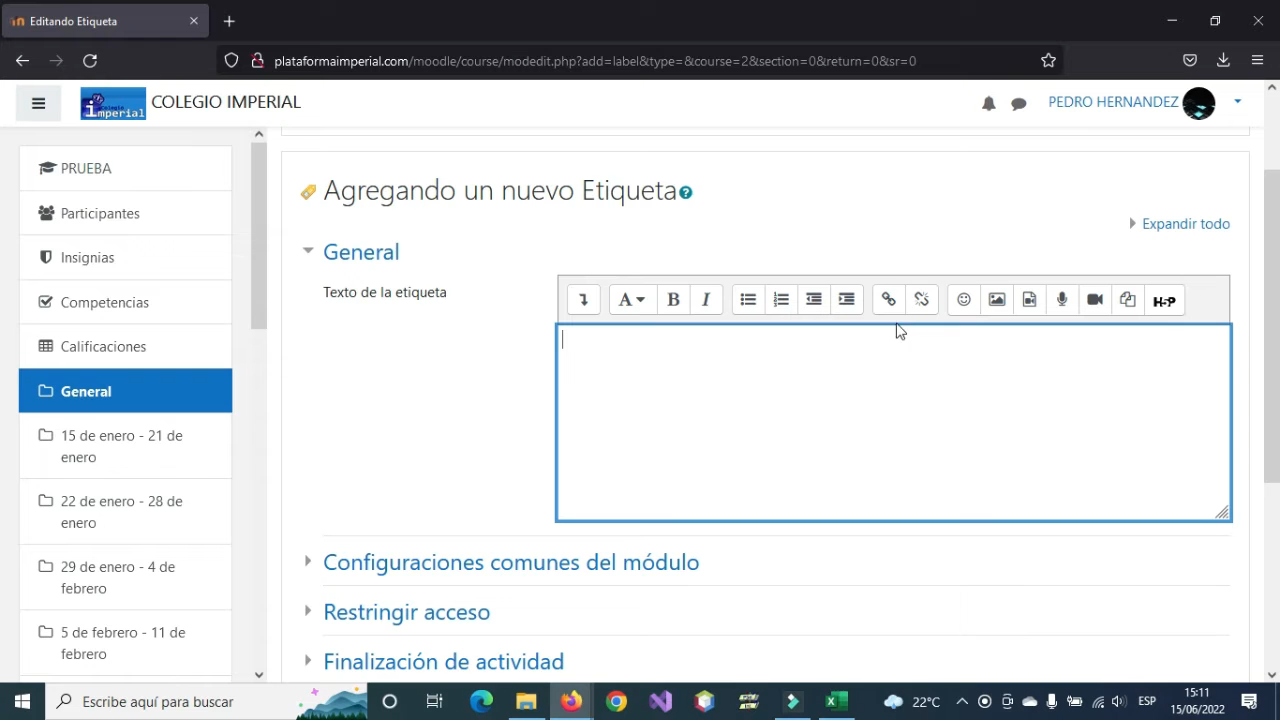 Editando Etiqueta
plataformaimperial.com/moodle/course/modedit.php?add=label&type=&course=2&section=0&return=0&sr=0
imperial
COLEGIO IMPERIAL
PEDRO HERNANDEZ
PRUEBA
Participantes
Insignias
Competencias
Calificaciones
General
15 de enero - 21 de
enero
22 de enero - 28 de
enero
29 de enero - 4 de
febrero
5 de febrero - 11 de
febrero
Agregando un nuevo Etiqueta
Expandir todo
General
Texto de la etiqueta
A
B
I
H-P
Configuraciones comunes del módulo
Restringir acceso
Finalización de actividad
Escribe aquí para buscar
22°C
ESP
15:11
15/06/2022